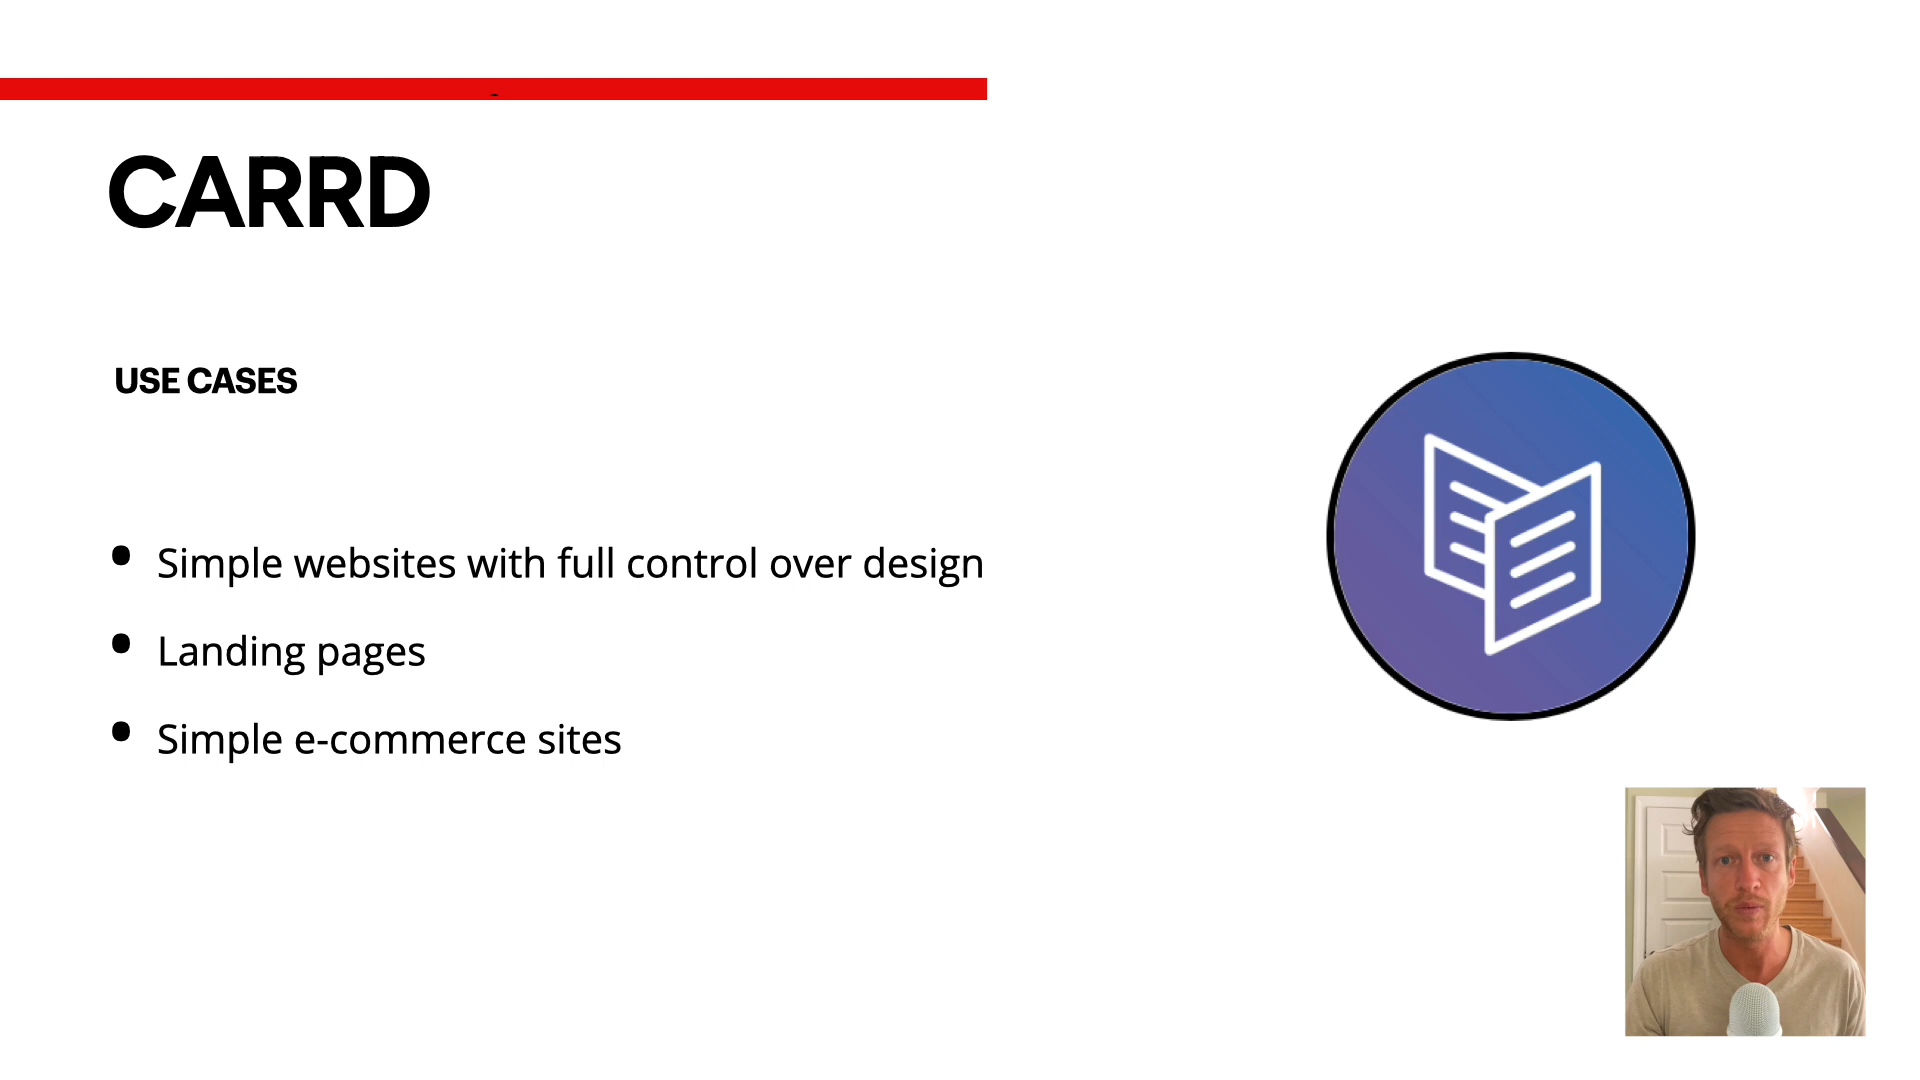 CARRD
USE CASES
• Simple websites with full control over design
• Landing pages
• Simple e-commerce sites